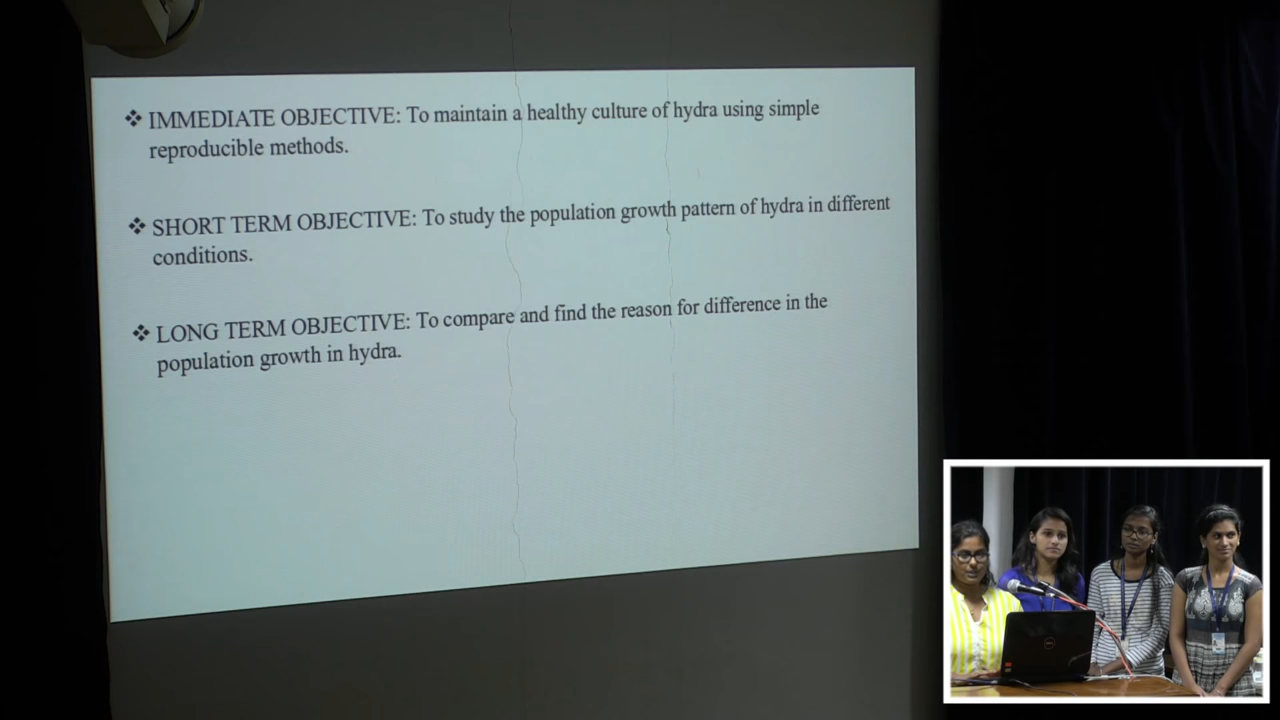 ❖ IMMEDIATE OBJECTIVE: To maintain a healthy culture of hydra using simple
reproducible methods.
❖ SHORT TERM OBJECTIVE: To study the population growth pattern of hydra in different
conditions.
❖ LONG TERM OBJECTIVE: To compare and find the reason for difference in the
population growth in hydra.